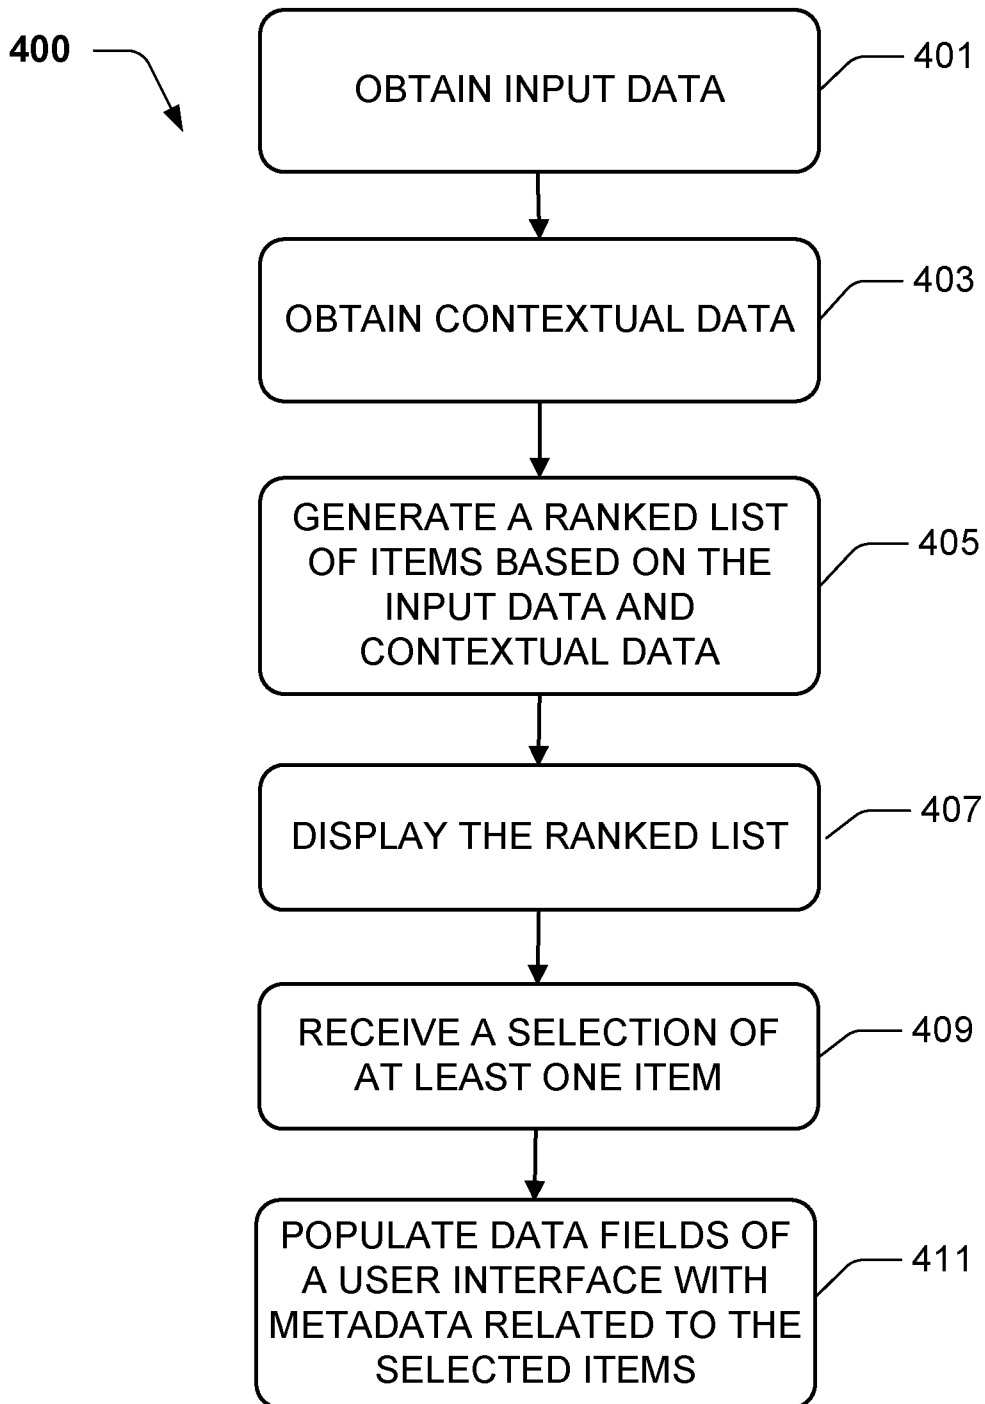 400
OBTAIN INPUT DATA
401
OBTAIN CONTEXTUAL DATA
403
GENERATE A RANKED LIST
OF ITEMS BASED ON THE
INPUT DATA AND
CONTEXTUAL DATA
405
DISPLAY THE RANKED LIST
407
RECEIVE A SELECTION OF
AT LEAST ONE ITEM
409
POPULATE DATA FIELDS OF
A USER INTERFACE WITH
METADATA RELATED TO THE
SELECTED ITEMS
411